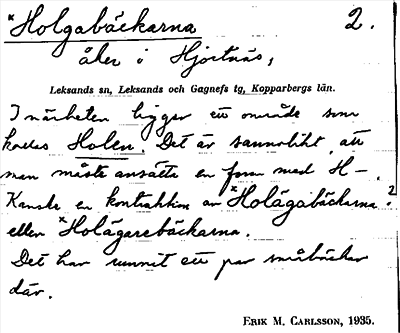 *Holgabäckarna 2.
åker i Hjortnäs,
Leksands sn, Leksands och Gagnefs tg, Kopparbergs län.
I närheten ligger ett område som
kallas Holen. Det är sannolikt att
man måste ansätta en form med H-.
Kanske en kontraktion av *Holägabäckarna?
eller *Holägarebäckarna.
Det har runnit ett par småbäckar
där.
ERIK M. CARLSSON, 1935.